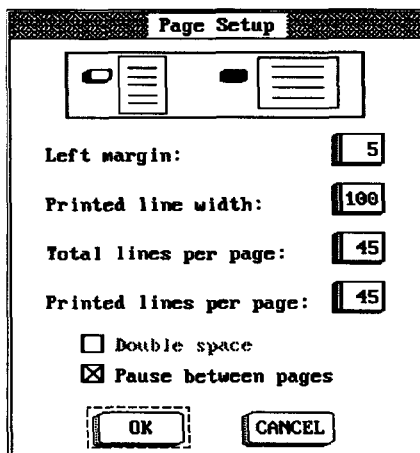 Page Setup
Left margin: 5
Printed line width: 100
Total lines per page: 45
Printed lines per page: 45
Double space
Pause between pages
OK CANCEL